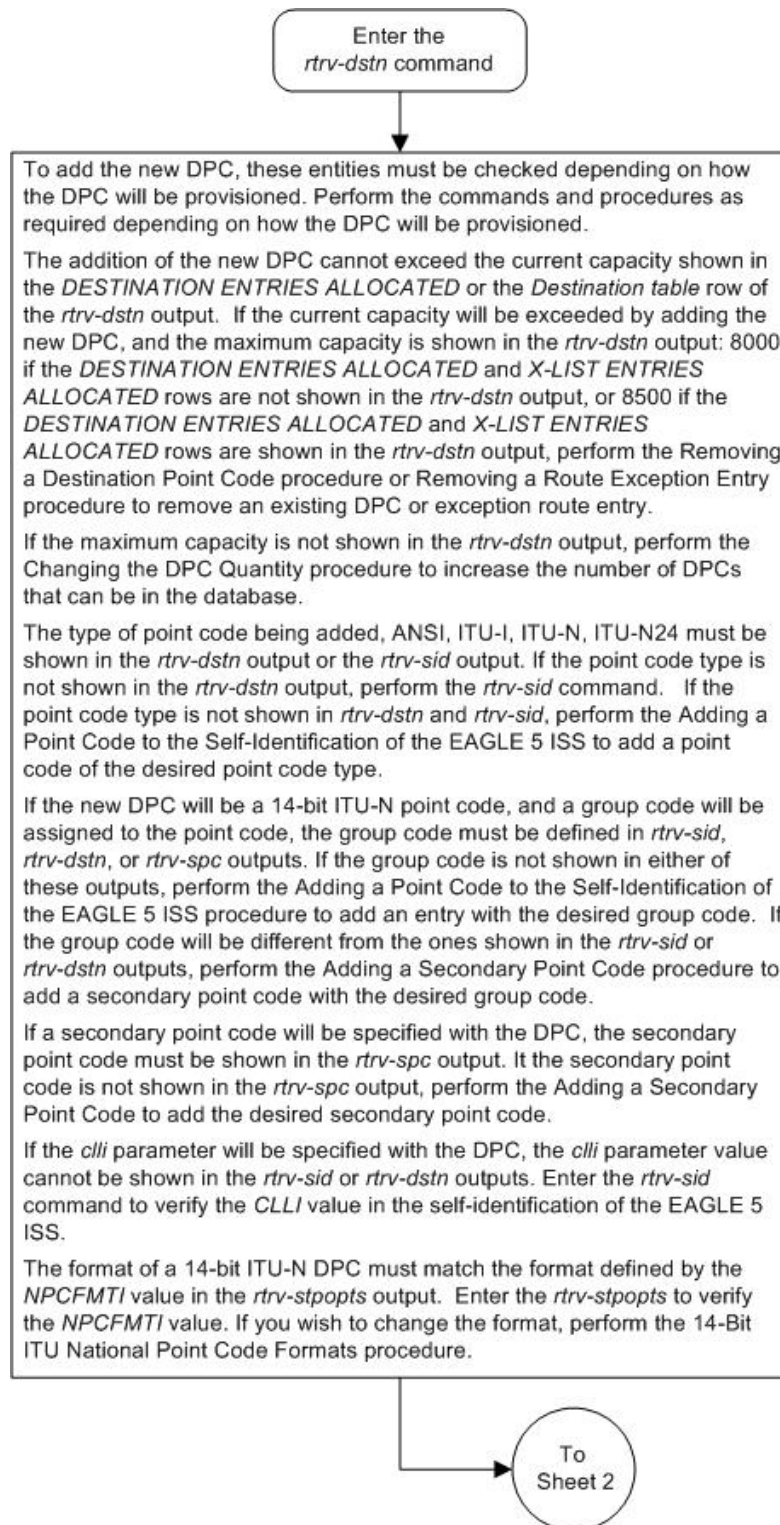 Enter the
rtrv-dstn command
To add the new DPC, these entities must be checked depending on how
the DPC will be provisioned. Perform the commands and procedures as
required depending on how the DPC will be provisioned.
The addition of the new DPC cannot exceed the current capacity shown in
the DESTINATION ENTRIES ALLOCATED or the Destination table row of
the rtrv-dstn output.  If the current capacity will be exceeded by adding the
new DPC, and the maximum capacity is shown in the rtrv-dstn output: 8000
if the DESTINATION ENTRIES ALLOCATED and X-LIST ENTRIES
ALLOCATED rows are not shown in the rtrv-dstn output, or 8500 if the
DESTINATION ENTRIES ALLOCATED and X-LIST ENTRIES
ALLOCATED rows are shown in the rtrv-dstn output, perform the Removing
a Destination Point Code procedure or Removing a Route Exception Entry
procedure to remove an existing DPC or exception route entry.
If the maximum capacity is not shown in the rtrv-dstn output, perform the
Changing the DPC Quantity procedure to increase the number of DPCs
that can be in the database.
The type of point code being added, ANSI, ITU-I, ITU-N, ITU-N24 must be
shown in the rtrv-dstn output or the rtrv-sid output. If the point code type is
not shown in the rtrv-dstn output, perform the rtrv-sid command.   If the
point code type is not shown in rtrv-dstn and rtrv-sid, perform the Adding a
Point Code to the Self-Identification of the EAGLE 5 ISS to add a point
code of the desired point code type.
If the new DPC will be a 14-bit ITU-N point code, and a group code will be
assigned to the point code, the group code must be defined in rtrv-sid,
rtrv-dstn, or rtrv-spc outputs. If the group code is not shown in either of
these outputs, perform the Adding a Point Code to the Self-Identification of
the EAGLE 5 ISS procedure to add an entry with the desired group code.  If
the group code will be different from the ones shown in the rtrv-sid or
rtrv-dstn outputs, perform the Adding a Secondary Point Code procedure to
add a secondary point code with the desired group code.
If a secondary point code will be specified with the DPC, the secondary
point code must be shown in the rtrv-spc output. It the secondary point
code is not shown in the rtrv-spc output, perform the Adding a Secondary
Point Code to add the desired secondary point code.
If the clli parameter will be specified with the DPC, the clli parameter value
cannot be shown in the rtrv-sid or rtrv-dstn outputs. Enter the rtrv-sid
command to verify the CLLI value in the self-identification of the EAGLE 5
ISS.
The format of a 14-bit ITU-N DPC must match the format defined by the
NPCFMTI value in the rtrv-stpopts output.  Enter the rtrv-stpopts to verify
the NPCFMTI value. If you wish to change the format, perform the 14-Bit
ITU National Point Code Formats procedure.
To
Sheet 2